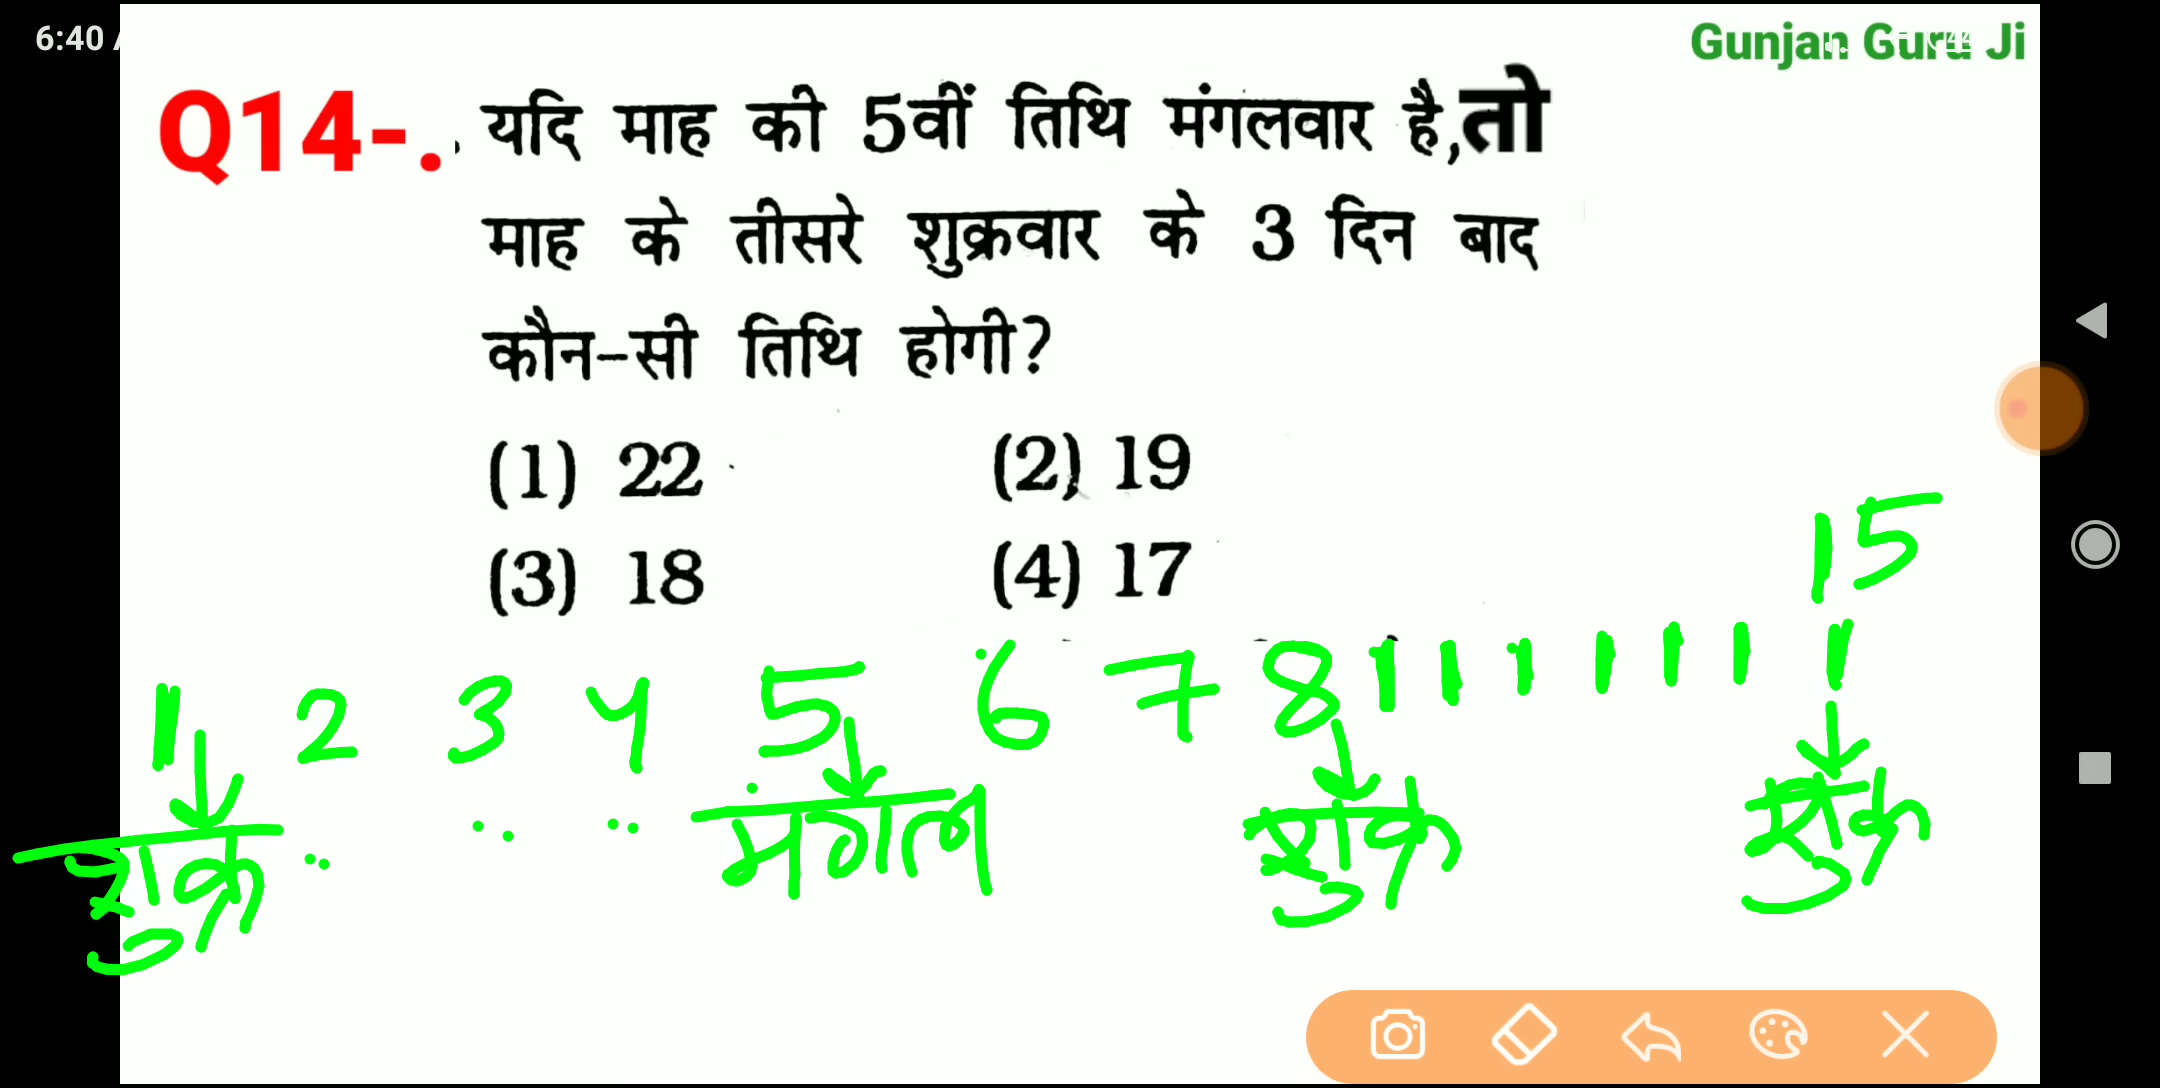 6:40
Gunjan Guru Ji
Q14-. यदि माह की 5वीं तिथि मंगलवार है,तो
माह के तीसरे शुक्रवार के 3 दिन बाद
कौन-सी तिथि होगी?
(1) 22 (2) 19
(3) 18 (4) 17
15
1 2 3 4 5 6 7 8
शुक्र मंगल शुक्र शुक्र